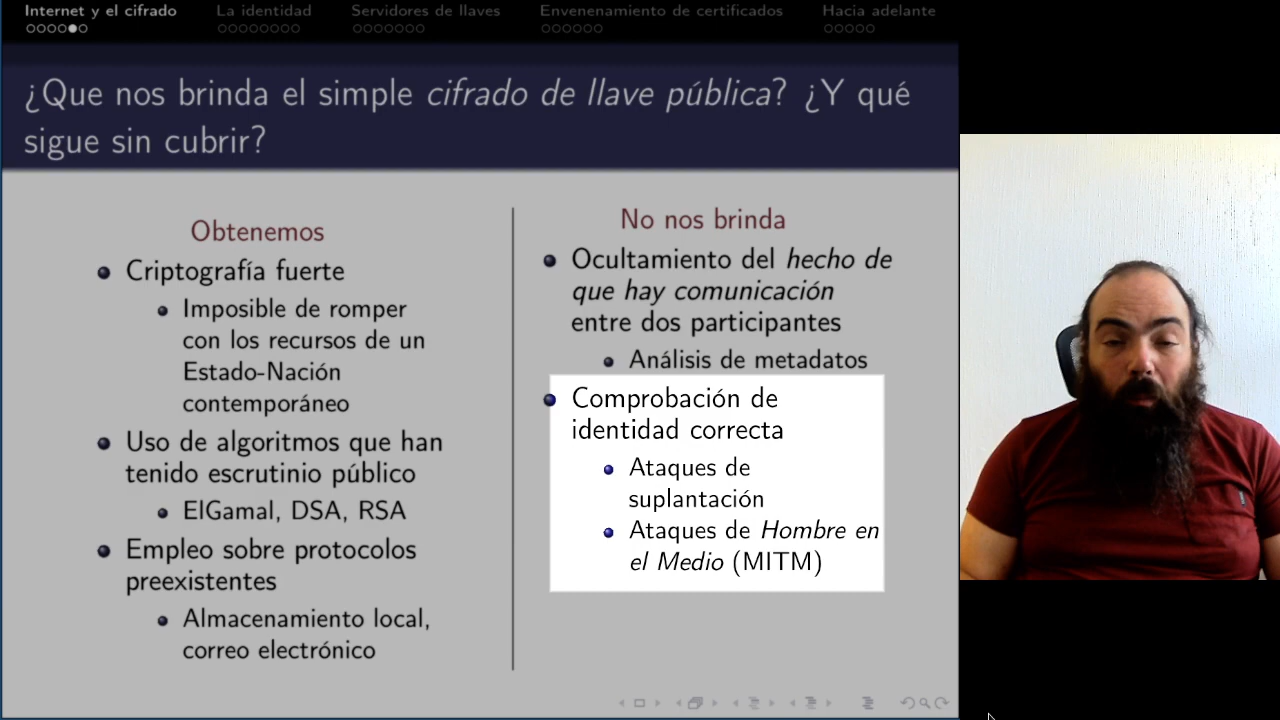 Internet y el cifrado
La identidad
Servidores de llaves
Envenenamiento de certificados
Hacia adelante
¿Que nos brinda el simple cifrado de llave pública? ¿Y qué
sigue sin cubrir?
Obtenemos
Criptografía fuerte
Imposible de romper
con los recursos de un
Estado-Nación
contemporáneo
Uso de algoritmos que han
tenido escrutinio público
ElGamal, DSA, RSA
Empleo sobre protocolos
preexistentes
Almacenamiento local,
correo electrónico
No nos brinda
Ocultamiento del hecho de
que hay comunicación
entre dos participantes
Análisis de metadatos
Comprobación de
identidad correcta
Ataques de
suplantación
Ataques de Hombre en
el Medio (MITM)